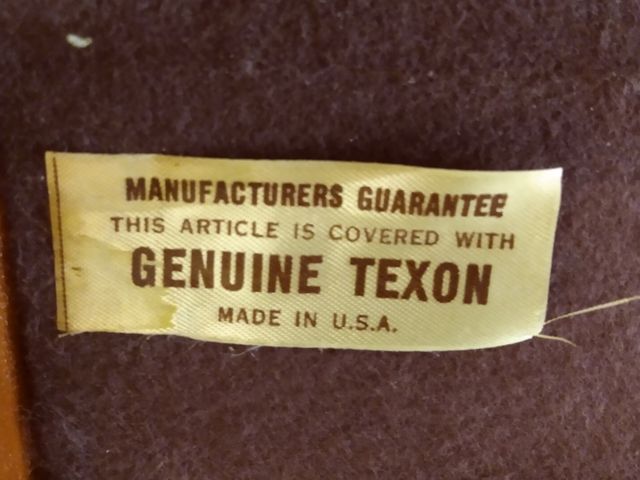 MANUFACTURERS GUARANTEE
THIS ARTICLE IS COVERED WITH
GENUINE TEXON
MADE IN U.S.A.